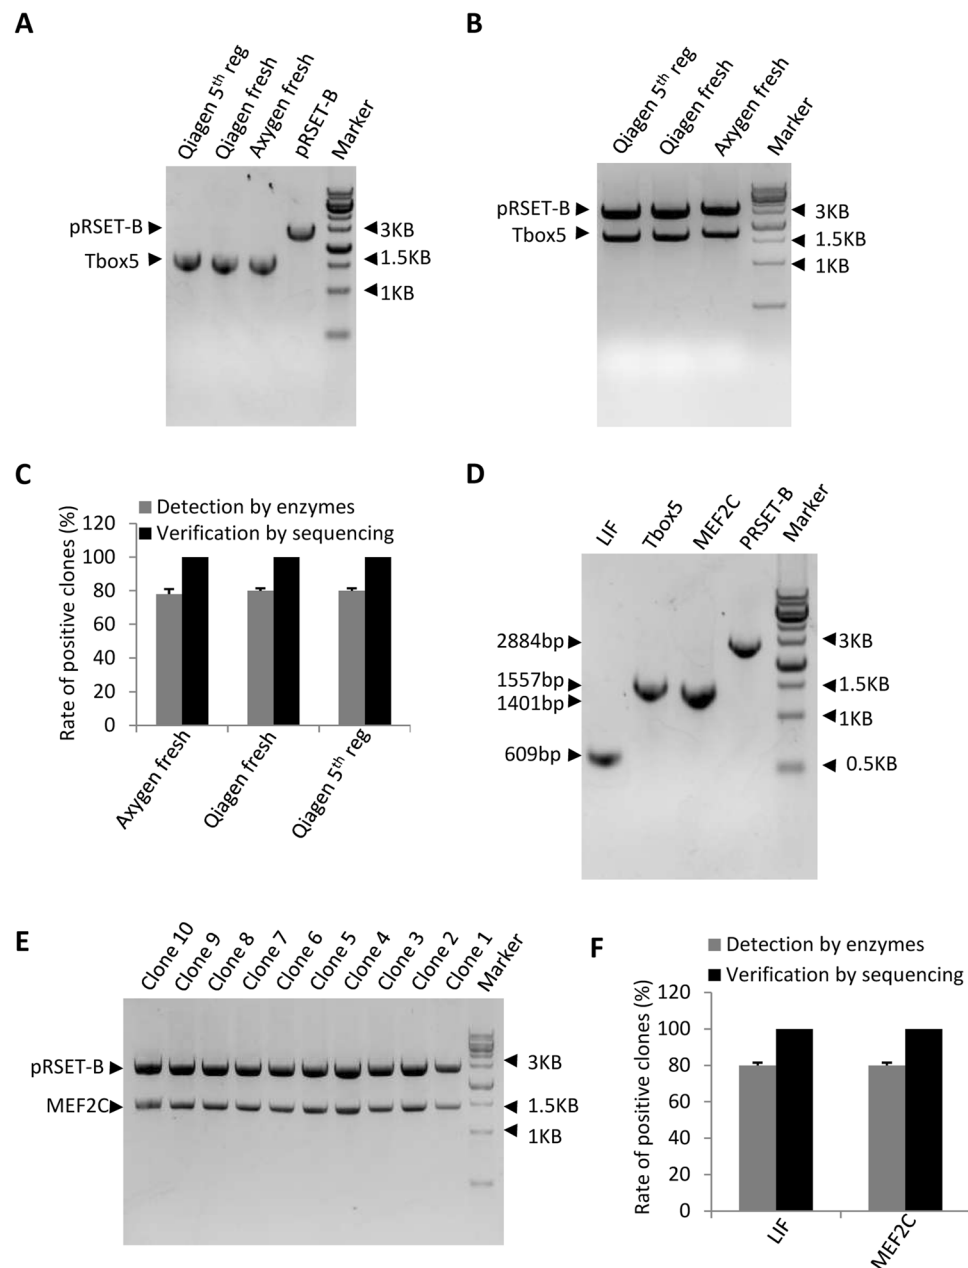 A
Qiagen 5th reg
Qiagen fresh
Axygen fresh
pRSET-B
Marker
pRSET-B
Tbox5
3KB
1.5KB
1KB
B
Qiagen 5th reg
Qiagen fresh
Axygen fresh
Marker
pRSET-B
Tbox5
3KB
1.5KB
1KB
C
Detection by enzymes
Verification by sequencing
Rate of positive clones (%)
120
100
80
60
40
20
0
Axygen fresh
Qiagen fresh
Qiagen 5th reg
D
LIF
Tbox5
MEF2C
PRSET-B
Marker
2884bp
1557bp
1401bp
609bp
3KB
1.5KB
1KB
0.5KB
E
Clone 10
Clone 9
Clone 8
Clone 7
Clone 6
Clone 5
Clone 4
Clone 3
Clone 2
Clone 1
Marker
pRSET-B
MEF2C
3KB
1.5KB
1KB
F
Detection by enzymes
Verification by sequencing
Rate of positive clones (%)
120
100
80
60
40
20
0
LIF
MEF2C